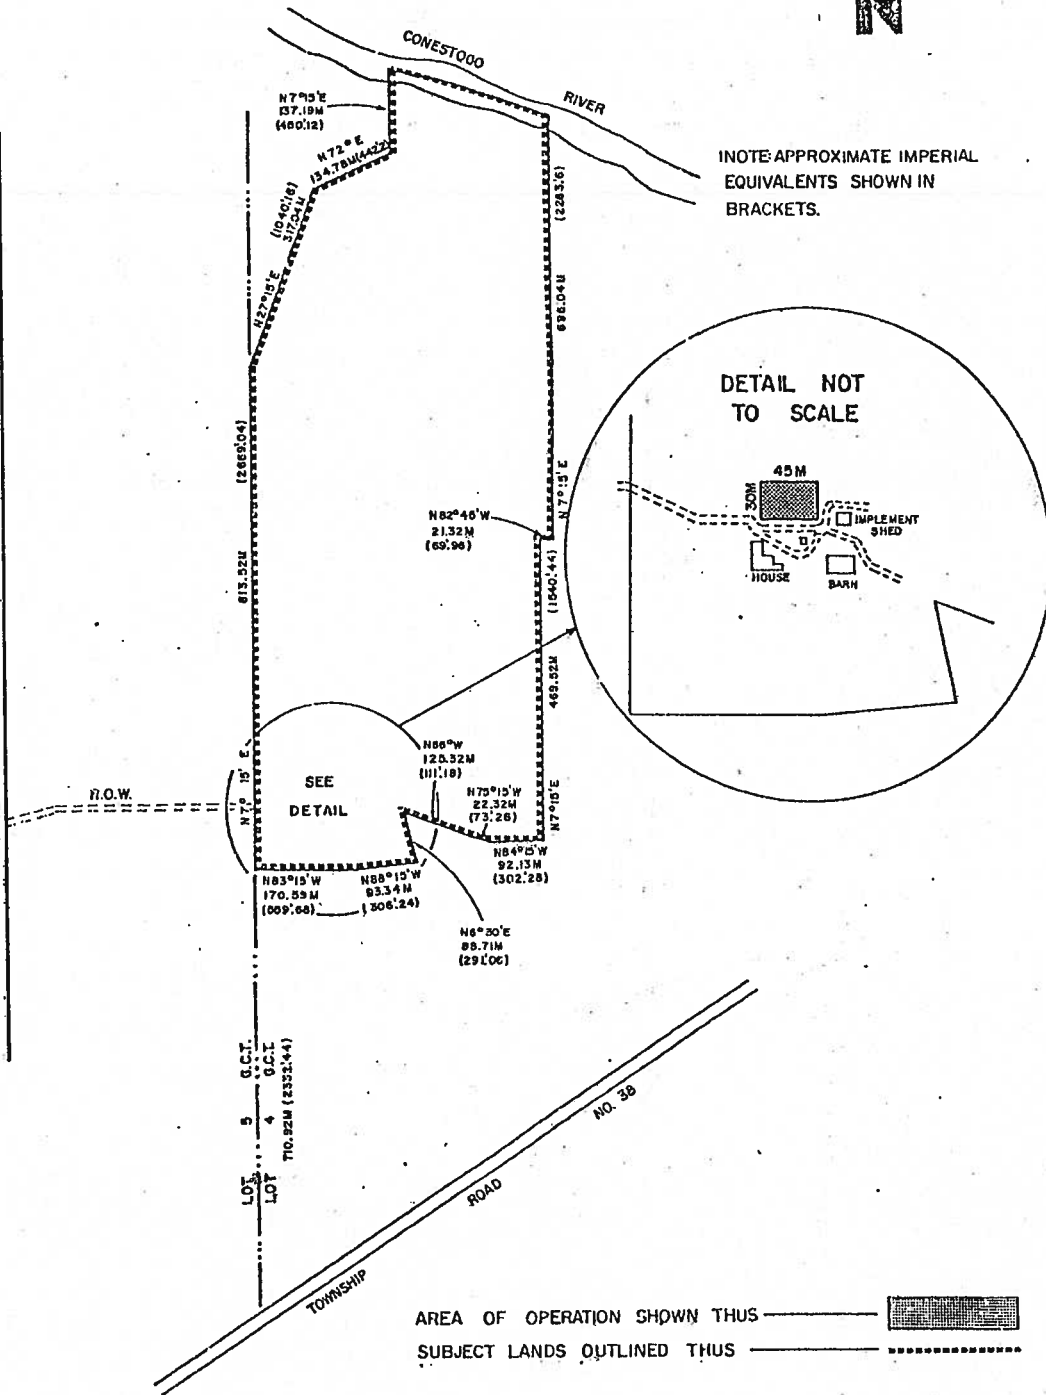 N
CONESTOGO
RIVER
N7°15'E
137.19M
(450.12)
N72°E
134.78M(442.2)
(1040.16)
317.04M
N27°15'E
INOTE: APPROXIMATE IMPERIAL
EQUIVALENTS SHOWN IN
BRACKETS.
(2283.6)
696.04M
N7°15'E
DETAIL NOT
TO SCALE
45M
30M
IMPLEMENT
SHED
HOUSE
BARN
(2669.04)
813.52M
N7° 15' E
N82°45'W
21.32M
(69.96)
(1540.44)
469.52M
N7°15'E
R.O.W.
SEE
DETAIL
N66°W
125.32M
(111.18)
N75°15'W
22.32M
(73.26)
N84°15'W
92.13M
(302.28)
N83°15'W
170.59M
(559.68)
N88°15'W
93.34M
(306.24)
N6°30'E
88.71M
(291.06)
LOT 5 G.C.T.
LOT 4 G.C.T.
710.92M (2332.44)
TOWNSHIP
ROAD
NO. 38
AREA OF OPERATION SHOWN THUS
SUBJECT LANDS OUTLINED THUS